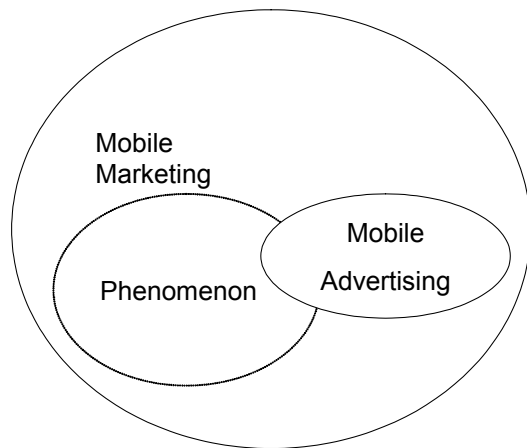 Mobile
Marketing
Mobile
Advertising
Phenomenon